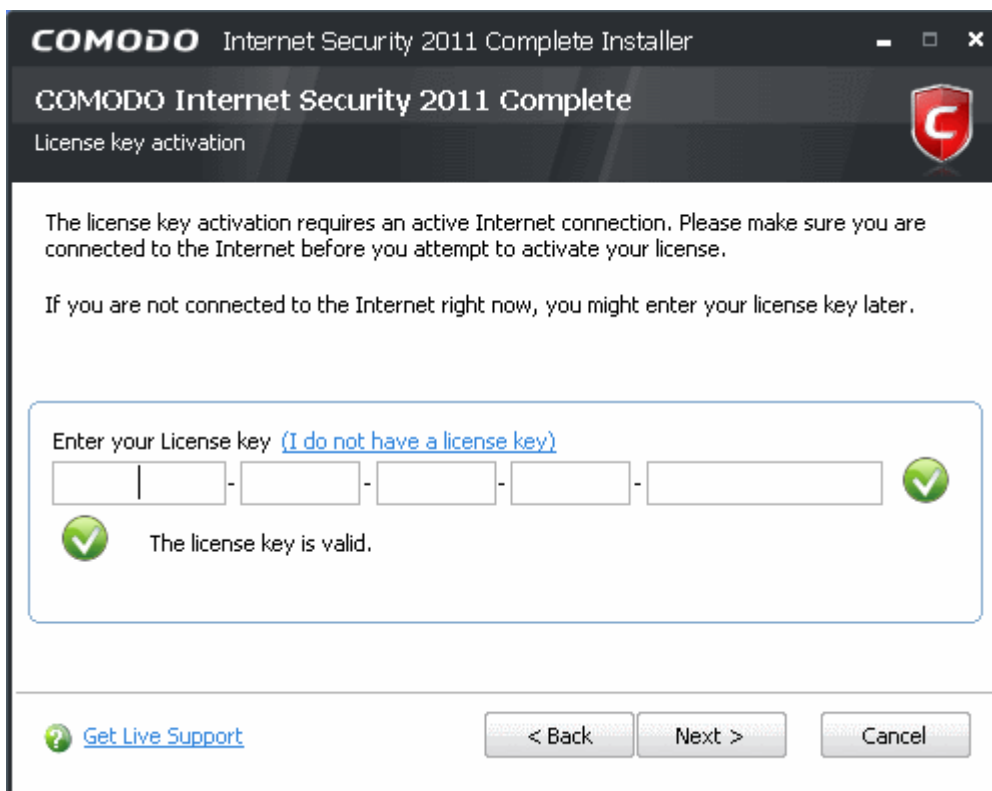 COMODO Internet Security 2011 Complete Installer
COMODO Internet Security 2011 Complete
License key activation
The license key activation requires an active Internet connection. Please make sure you are
connected to the Internet before you attempt to activate your license.
If you are not connected to the Internet right now, you might enter your license key later.
Enter your License key (I do not have a license key)
- - - -
The license key is valid.
Get Live Support
< Back
Next >
Cancel